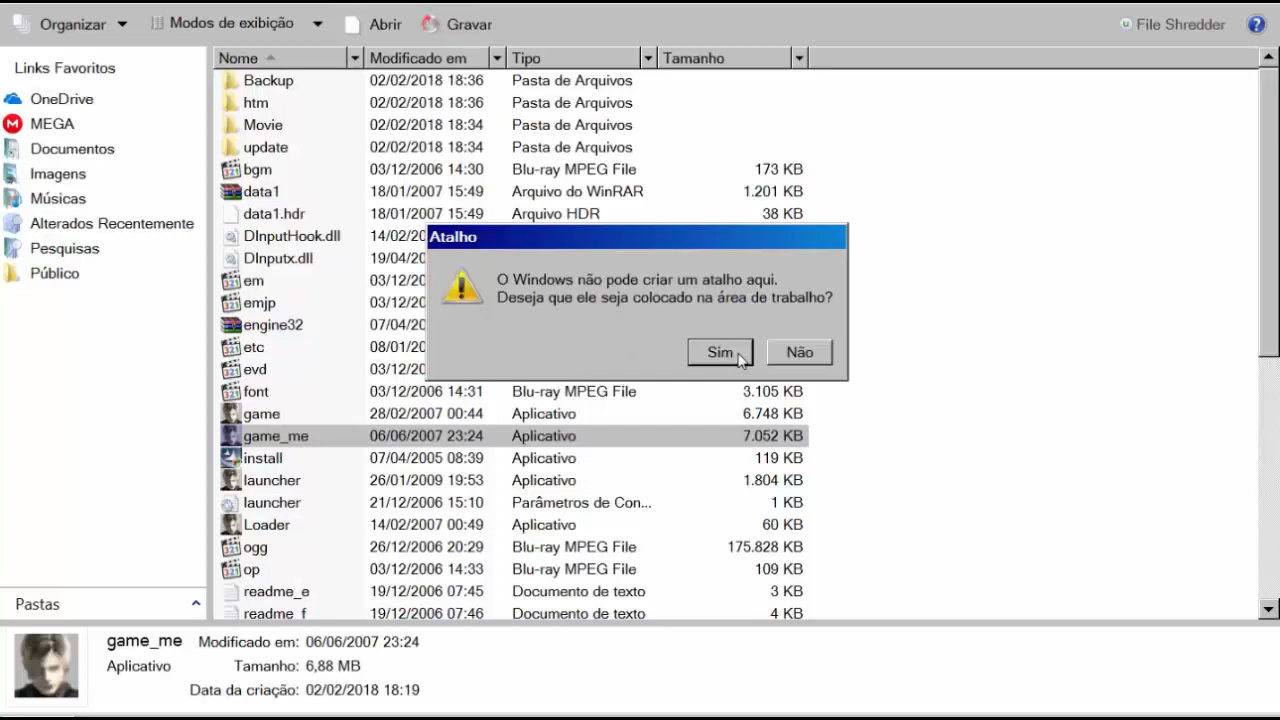 Organizar Modos de exibição Abrir Gravar File Shredder ?
Links Favoritos
OneDrive
MEGA
Documentos
Imagens
Músicas
Alterados Recentemente
Pesquisas
Público
Pastas
Nome Modificado em Tipo Tamanho
Backup 02/02/2018 18:36 Pasta de Arquivos
htm 02/02/2018 18:36 Pasta de Arquivos
Movie 02/02/2018 18:34 Pasta de Arquivos
update 02/02/2018 18:34 Pasta de Arquivos
bgm 03/12/2006 14:30 Blu-ray MPEG File 173 KB
data1 18/01/2007 15:49 Arquivo do WinRAR 1.201 KB
data1.hdr 18/01/2007 15:49 Arquivo HDR 38 KB
DInputHook.dll 14/02/20
DInputx.dll 19/04/20
em 03/12/20
emjp 03/12/20
engine32 07/04/20
etc 08/01/20
evd 03/12/20
font 03/12/2006 14:31 Blu-ray MPEG File 3.105 KB
game 28/02/2007 00:44 Aplicativo 6.748 KB
game_me 06/06/2007 23:24 Aplicativo 7.052 KB
install 07/04/2005 08:39 Aplicativo 119 KB
launcher 26/01/2009 19:53 Aplicativo 1.804 KB
launcher 21/12/2006 15:10 Parâmetros de Con... 1 KB
Loader 14/02/2007 00:49 Aplicativo 60 KB
ogg 26/12/2006 20:29 Blu-ray MPEG File 175.828 KB
op 03/12/2006 14:33 Blu-ray MPEG File 109 KB
readme_e 19/12/2006 07:45 Documento de texto 3 KB
readme_f 19/12/2006 07:46 Documento de texto 4 KB
Atalho
O Windows não pode criar um atalho aqui.
Deseja que ele seja colocado na área de trabalho?
Sim Não
game_me Modificado em: 06/06/2007 23:24
Aplicativo Tamanho: 6,88 MB
Data da criação: 02/02/2018 18:19